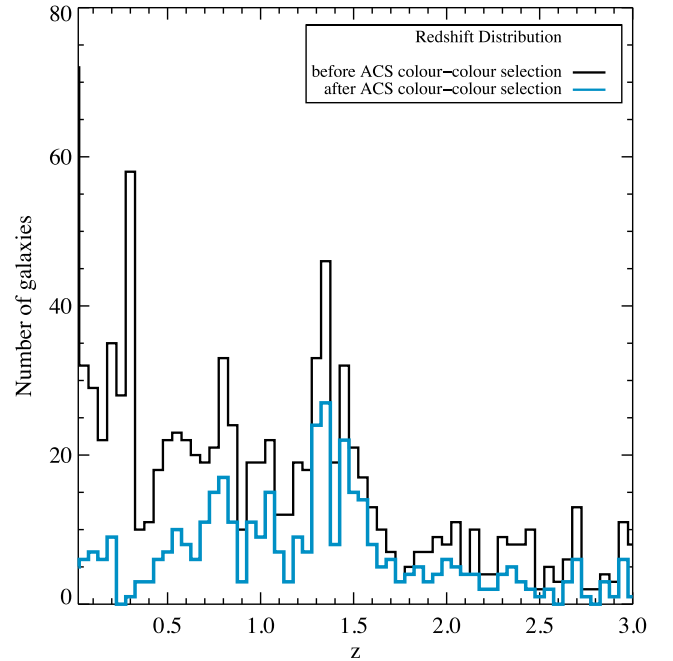 80
60
40
20
0
Number of galaxies
Redshift Distribution
before ACS colour−colour selection
after ACS colour−colour selection
0.5 1.0 1.5 2.0 2.5 3.0
z